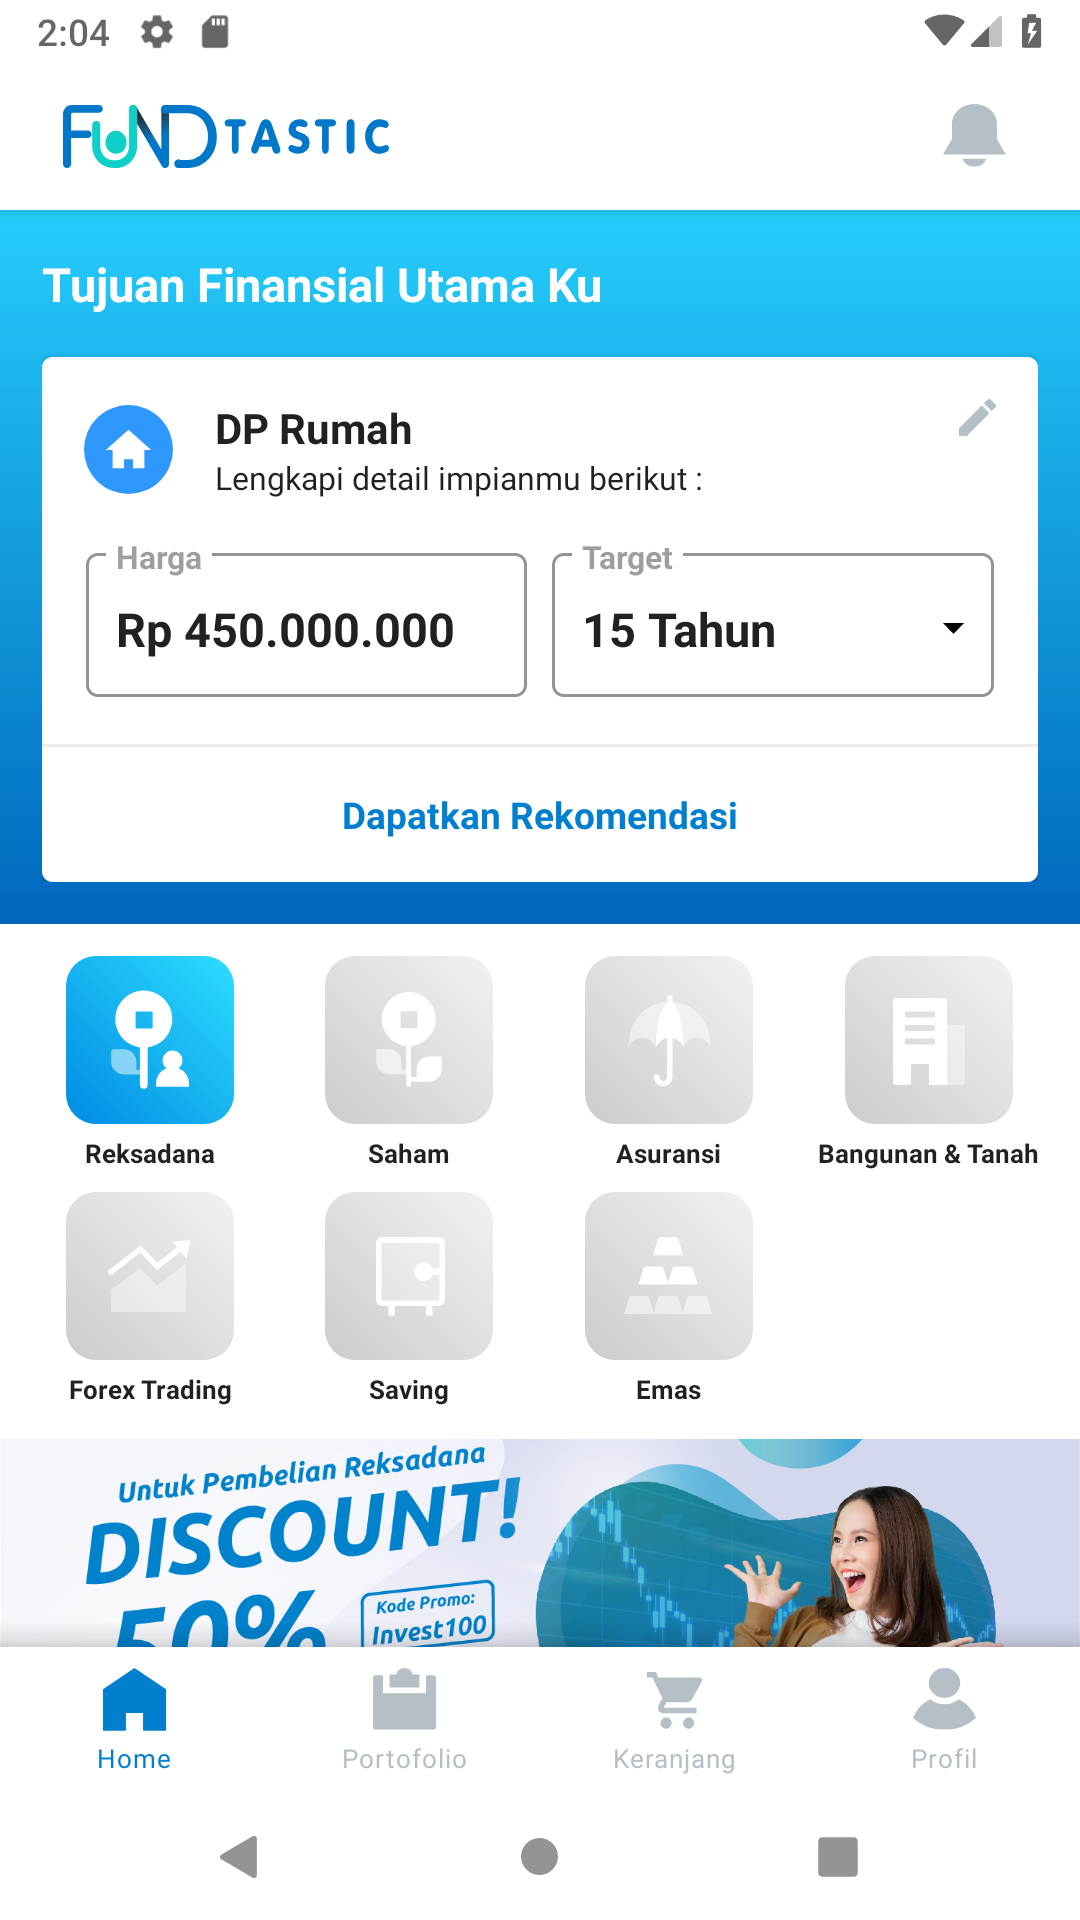 2:04
FUNDTASTIC
Tujuan Finansial Utama Ku
DP Rumah
Lengkapi detail impianmu berikut :
Harga
Target
Rp 450.000.000
15 Tahun
Dapatkan Rekomendasi
Reksadana
Saham
Asuransi
Bangunan & Tanah
Forex Trading
Saving
Emas
Untuk Pembelian Reksadana
DISCOUNT!
50%
Kode Promo:
Invest100
Home
Portofolio
Keranjang
Profil